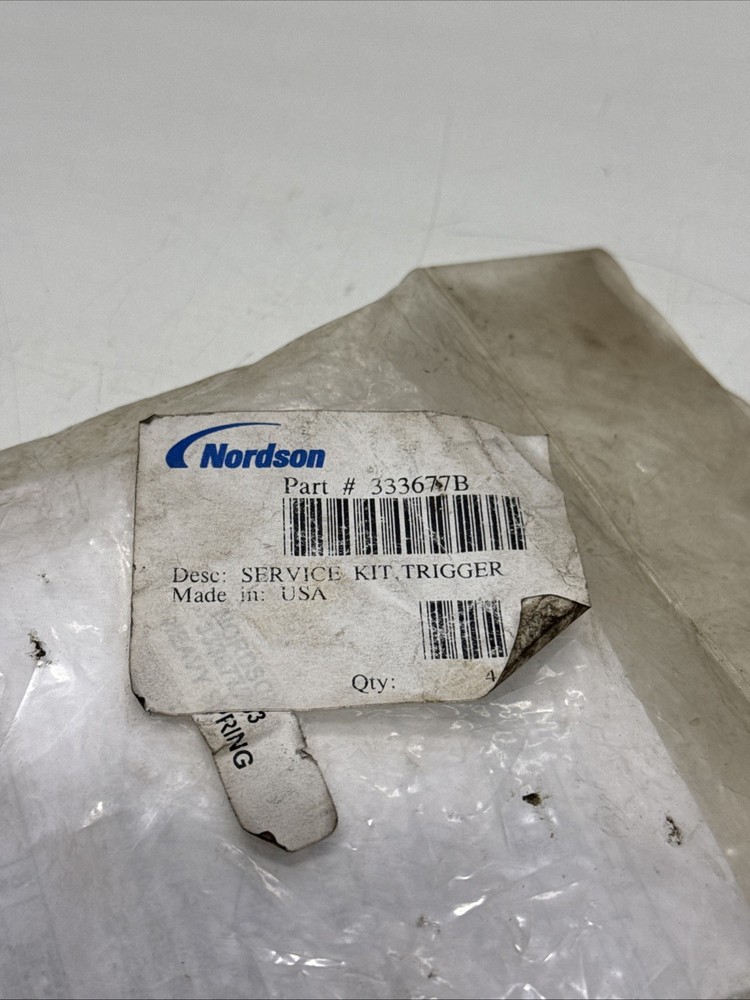 Nordson
Part # 333677B
Desc: SERVICE KIT,TRIGGER
Made in: USA
Qty: 4